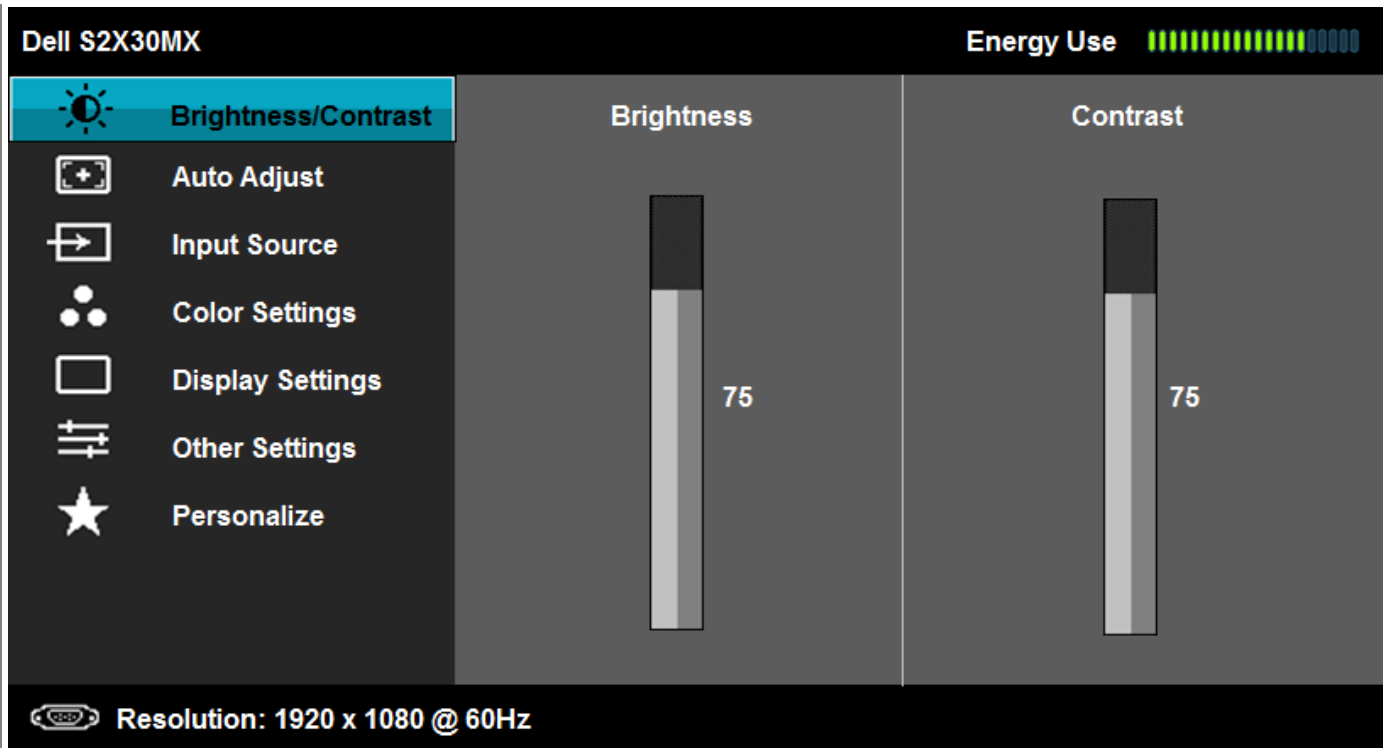 Dell S2X30MX
Energy Use
Brightness/Contrast
Auto Adjust
Input Source
Color Settings
Display Settings
Other Settings
Personalize
Brightness
Contrast
75
75
Resolution: 1920 x 1080 @ 60Hz